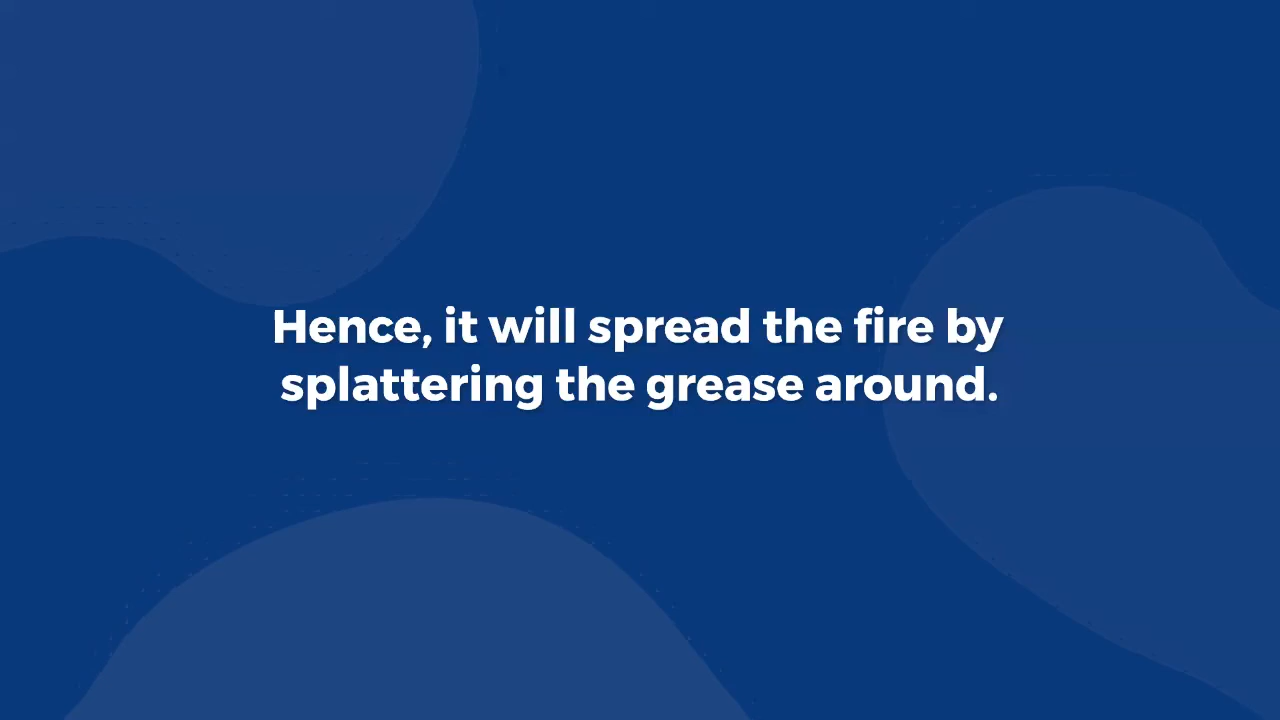 Hence, it will spread the fire by
splattering the grease around.